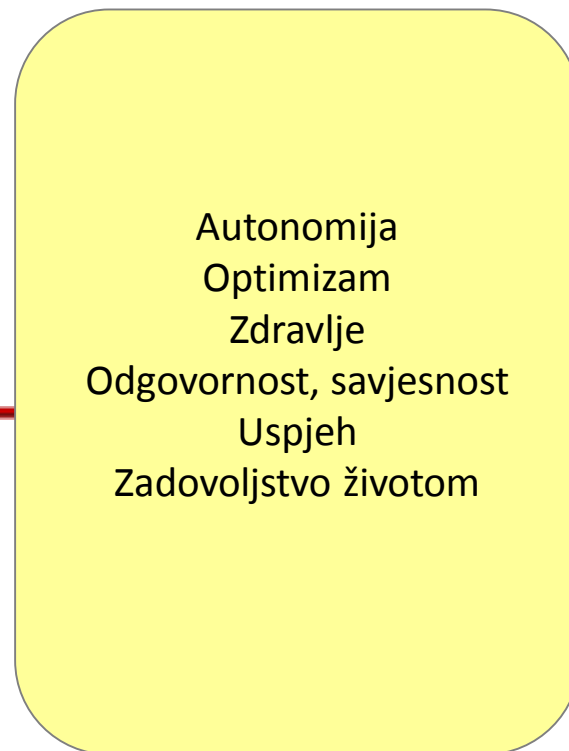 Autonomija
Optimizam
Zdravlje
Odgovornost, savjesnost
Uspjeh
Zadovoljstvo životom